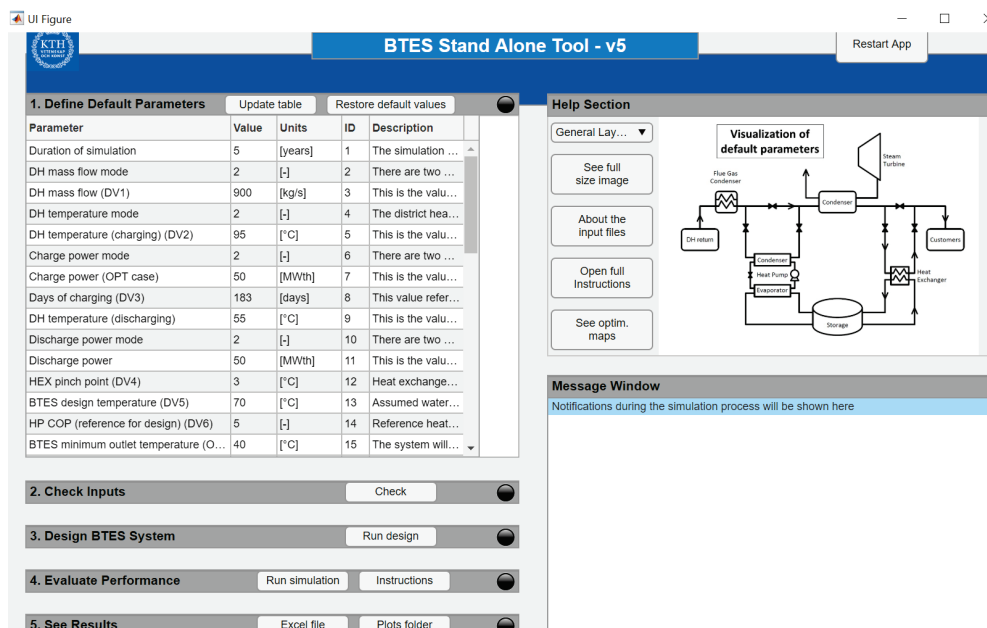 UI Figure
KTH
VETENSKAP
OCH KONST
BTES Stand Alone Tool - v5
Restart App
1. Define Default Parameters
Update table
Restore default values
Parameter Value Units ID Description
Duration of simulation 5 [years] 1 The simulation ...
DH mass flow mode 2 [-] 2 There are two ...
DH mass flow (DV1) 900 [kg/s] 3 This is the valu...
DH temperature mode 2 [-] 4 The district hea...
DH temperature (charging) (DV2) 95 [°C] 5 This is the valu...
Charge power mode 2 [-] 6 There are two ...
Charge power (OPT case) 50 [MWth] 7 This is the valu...
Days of charging (DV3) 183 [days] 8 This value refer...
DH temperature (discharging) 55 [°C] 9 This is the valu...
Discharge power mode 2 [-] 10 There are two ...
Discharge power 50 [MWth] 11 This is the valu...
HEX pinch point (DV4) 3 [°C] 12 Heat exchange...
BTES design temperature (DV5) 70 [°C] 13 Assumed water...
HP COP (reference for design) (DV6) 5 [-] 14 Reference heat...
BTES minimum outlet temperature (O... 40 [°C] 15 The system will...
2. Check Inputs
Check
3. Design BTES System
Run design
4. Evaluate Performance
Run simulation
Instructions
5. See Results
Excel file
Plots folder
Help Section
General Lay... ▼
See full
size image
About the
input files
Open full
Instructions
See optim.
maps
Visualization of
default parameters
Steam
Turbine
Flue Gas
Condenser
Condenser
DH return
Customers
Condenser
Heat Pump
Evaporator
Heat
Exchanger
Storage
Message Window
Notifications during the simulation process will be shown here